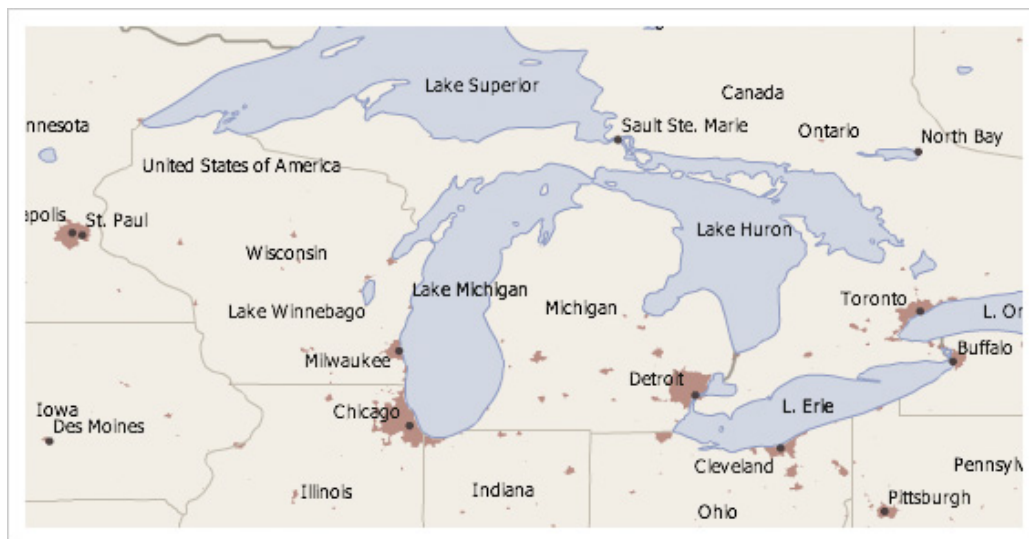 Lake Superior
Canada
Sault Ste. Marie
Ontario
North Bay
nnesota
United States of America
apolis
St. Paul
Wisconsin
Lake Huron
Lake Michigan
Michigan
Toronto
L. Or
Lake Winnebago
Milwaukee
Buffalo
Detroit
Iowa
Des Moines
Chicago
L. Erie
Cleveland
Pennsylv
Illinois
Indiana
Ohio
Pittsburgh